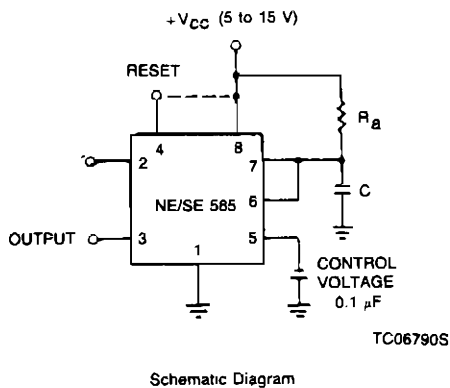 +VCC (5 to 15 V)
RESET
Ra
4
8
2
7
C
NE/SE 585
6
OUTPUT
3
5
1
CONTROL
VOLTAGE
0.1 µF
TC06790S
Schematic Diagram